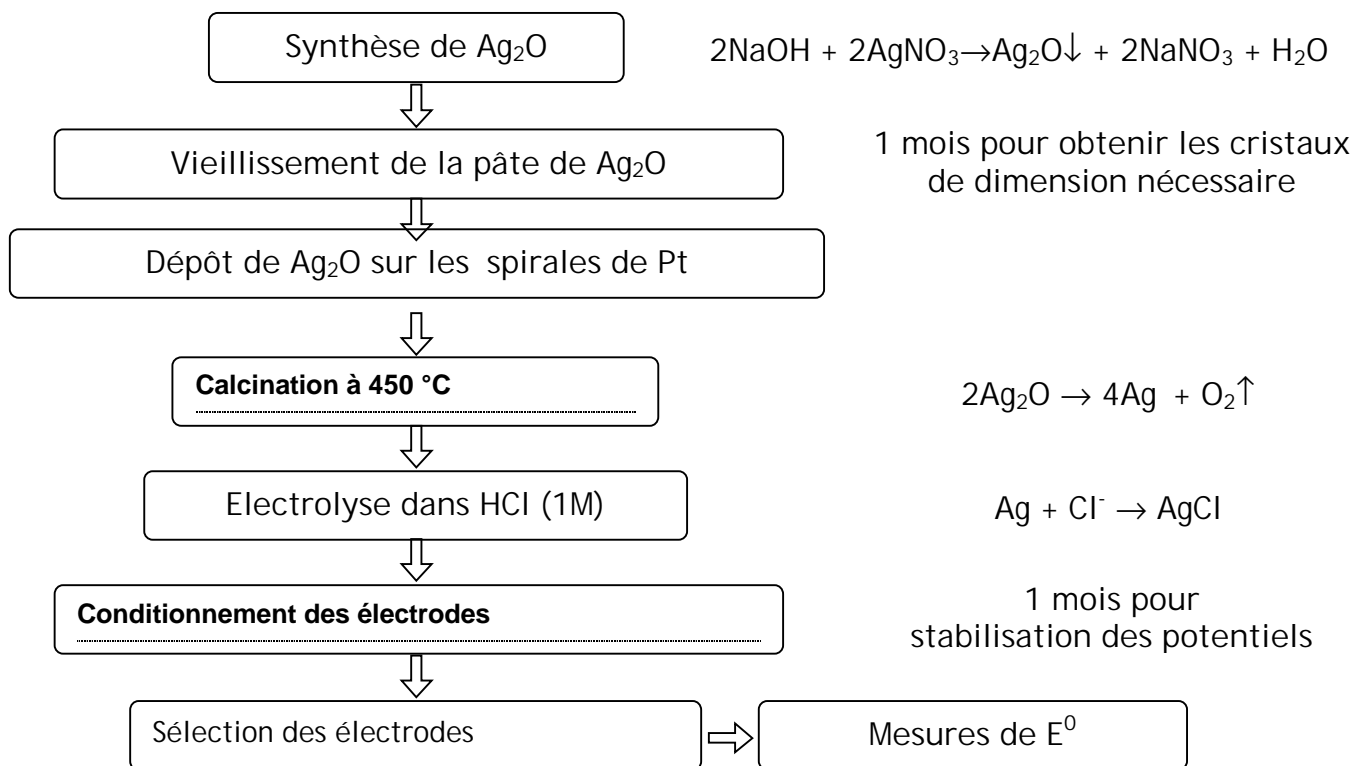 Synthèse de Ag₂O
2NaOH + 2AgNO₃→Ag₂O↓ + 2NaNO₃ + H₂O
Vieillissement de la pâte de Ag₂O
1 mois pour obtenir les cristaux
de dimension nécessaire
Dépôt de Ag₂O sur les spirales de Pt
Calcination à 450 °C
2Ag₂O → 4Ag + O₂↑
Electrolyse dans HCl (1M)
Ag + Cl⁻ → AgCl
Conditionnement des électrodes
1 mois pour
stabilisation des potentiels
Sélection des électrodes
Mesures de E⁰